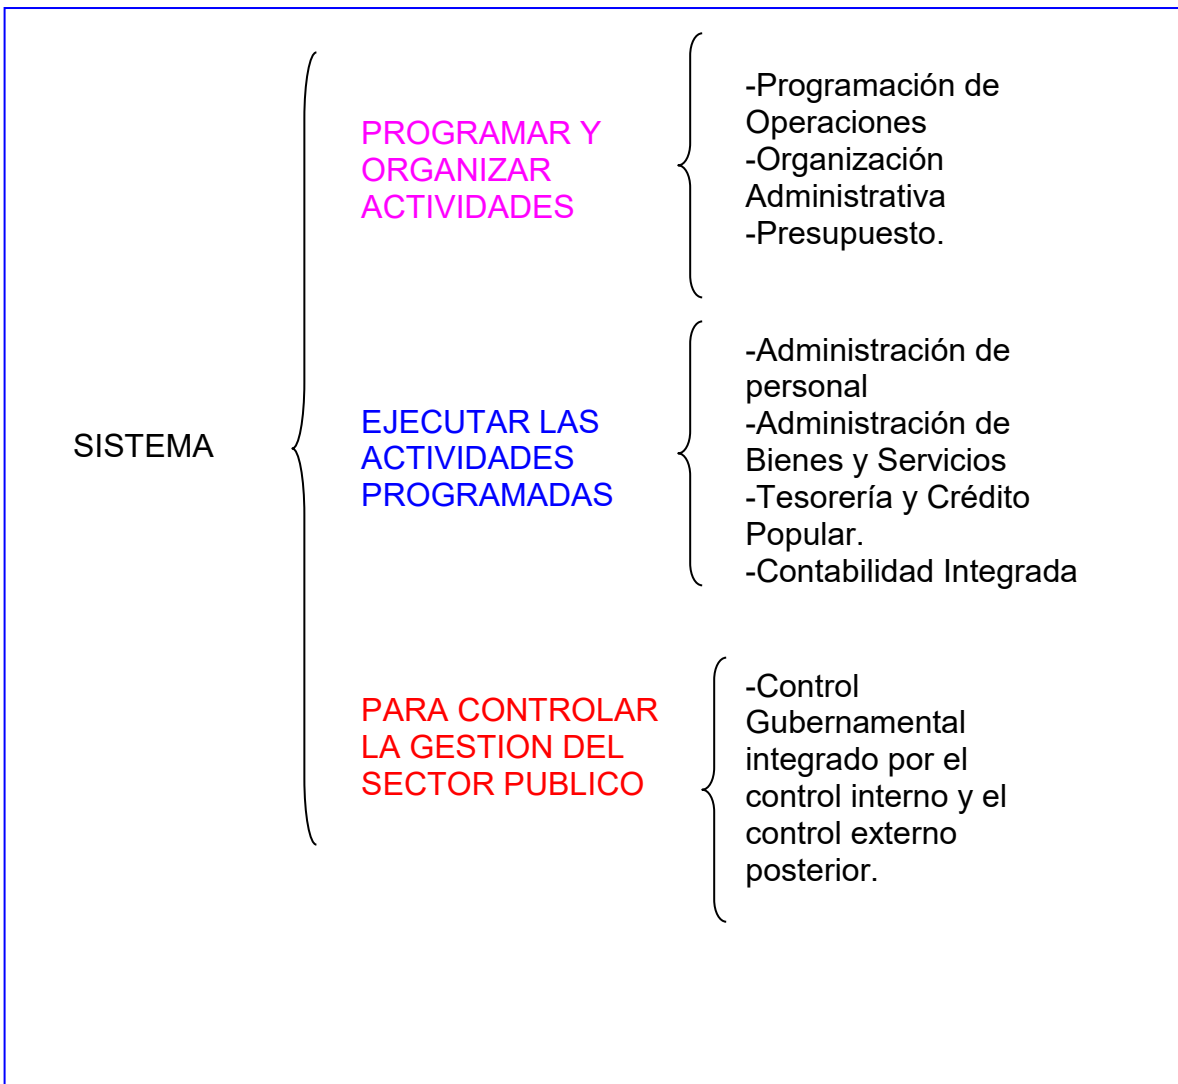 SISTEMA
PROGRAMAR Y
ORGANIZAR
ACTIVIDADES
-Programación de
Operaciones
-Organización
Administrativa
-Presupuesto.
EJECUTAR LAS
ACTIVIDADES
PROGRAMADAS
-Administración de
personal
-Administración de
Bienes y Servicios
-Tesorería y Crédito
Popular.
-Contabilidad Integrada
PARA CONTROLAR
LA GESTION DEL
SECTOR PUBLICO
-Control
Gubernamental
integrado por el
control interno y el
control externo
posterior.